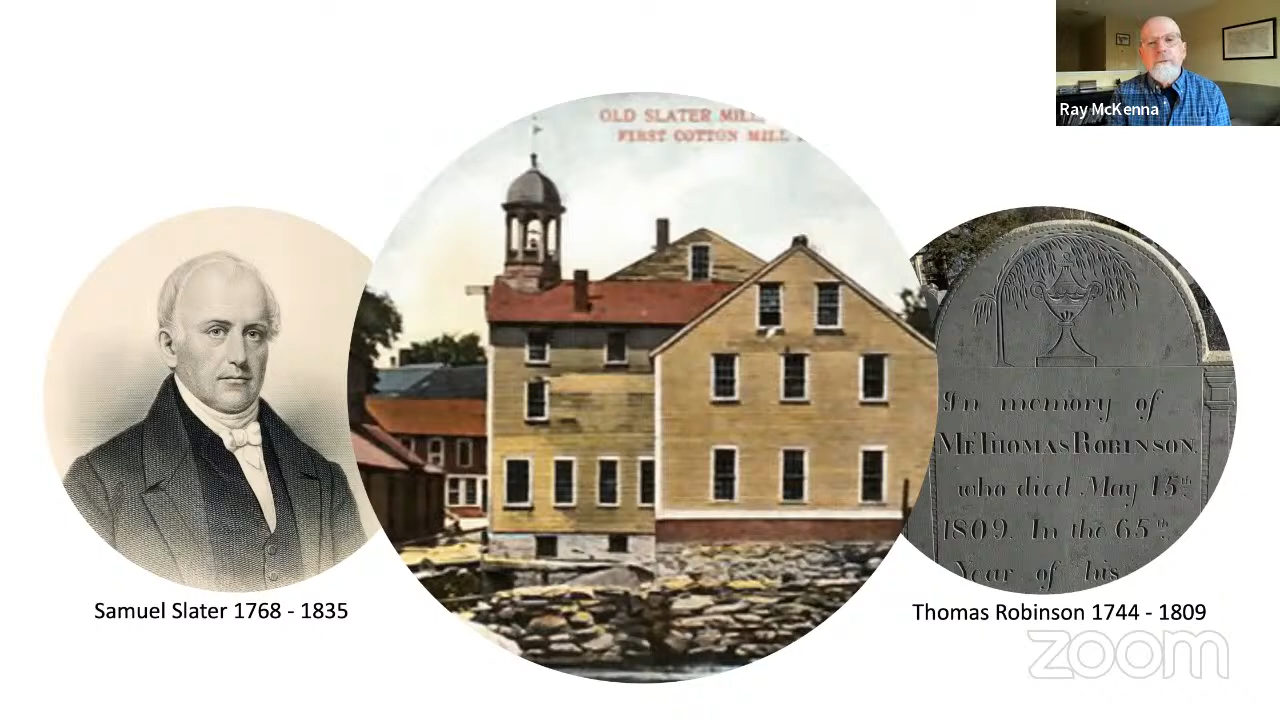 Ray McKenna
OLD SLATER MILL,
FIRST COTTON MILL
In memory of
Mr. THOMAS ROBINSON.
who died May 15th
1809. In the 65th
Year of his
Samuel Slater 1768 - 1835
Thomas Robinson 1744 - 1809
zoom